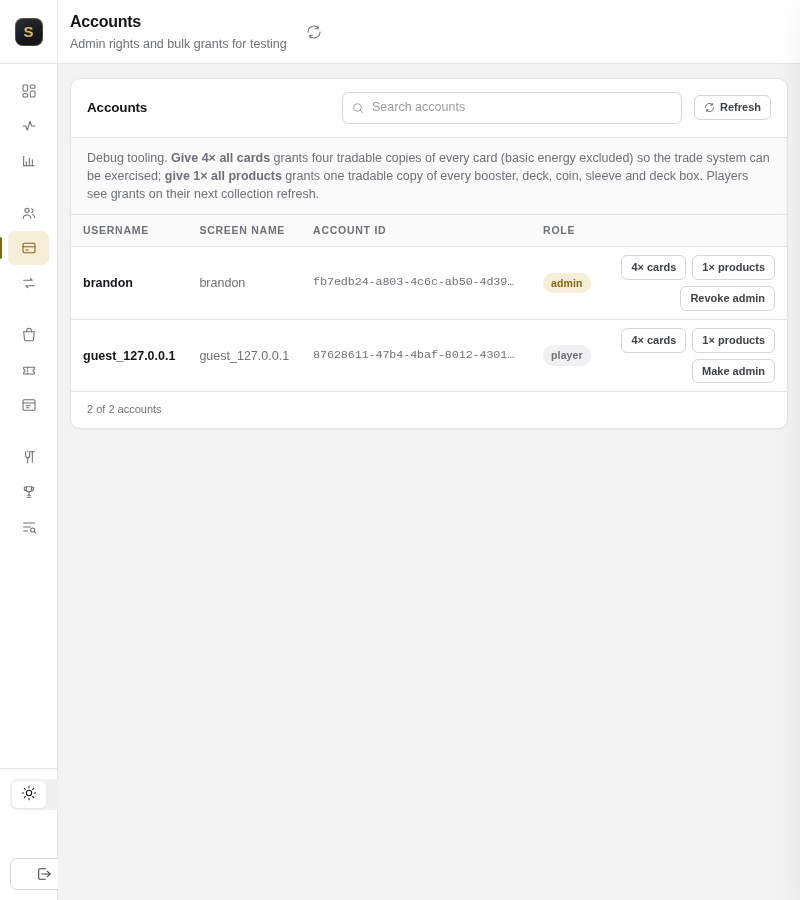 S
Accounts
Admin rights and bulk grants for testing
Accounts
Search accounts
Refresh
Debug tooling. Give 4× all cards grants four tradable copies of every card (basic energy excluded) so the trade system can
be exercised; give 1× all products grants one tradable copy of every booster, deck, coin, sleeve and deck box. Players
see grants on their next collection refresh.
USERNAME SCREEN NAME ACCOUNT ID ROLE
brandon brandon fb7edb24-a803-4c6c-ab50-4d39… admin 4× cards 1× products
Revoke admin
guest_127.0.0.1 guest_127.0.0.1 87628611-47b4-4baf-8012-4301… player 4× cards 1× products
Make admin
2 of 2 accounts